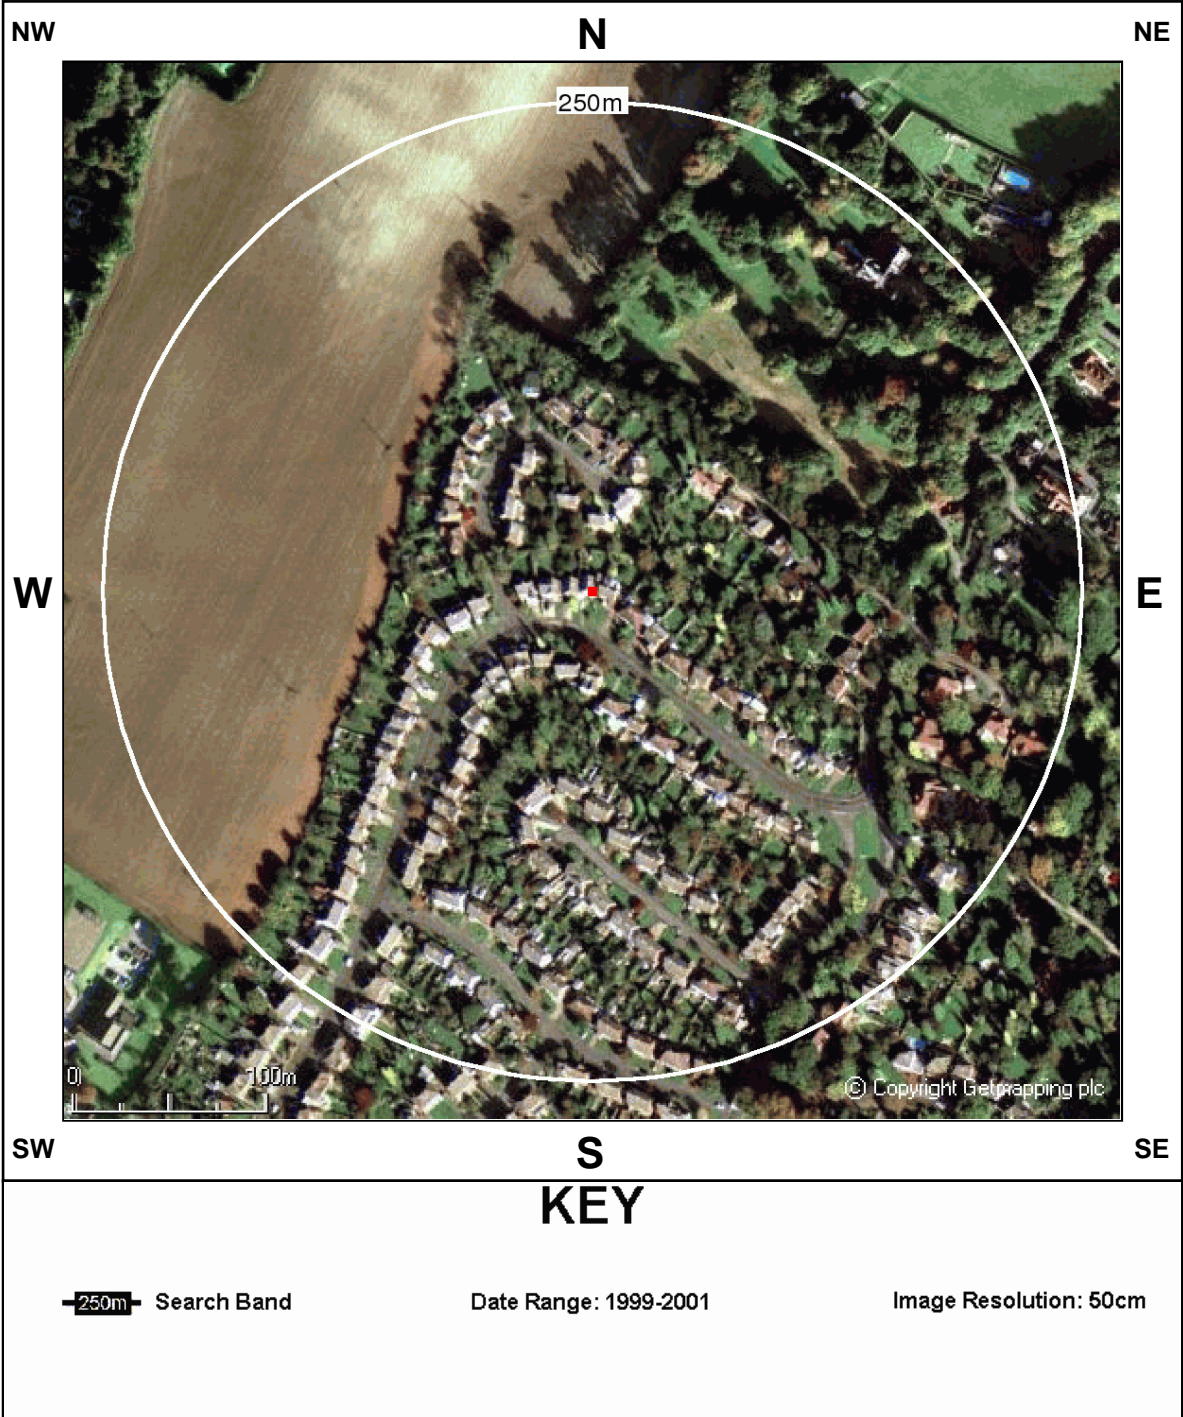 NW
N
NE
250m
W
E
0
100m
© Copyright Getmapping plc
SW
S
SE
KEY
250m Search Band
Date Range: 1999-2001
Image Resolution: 50cm